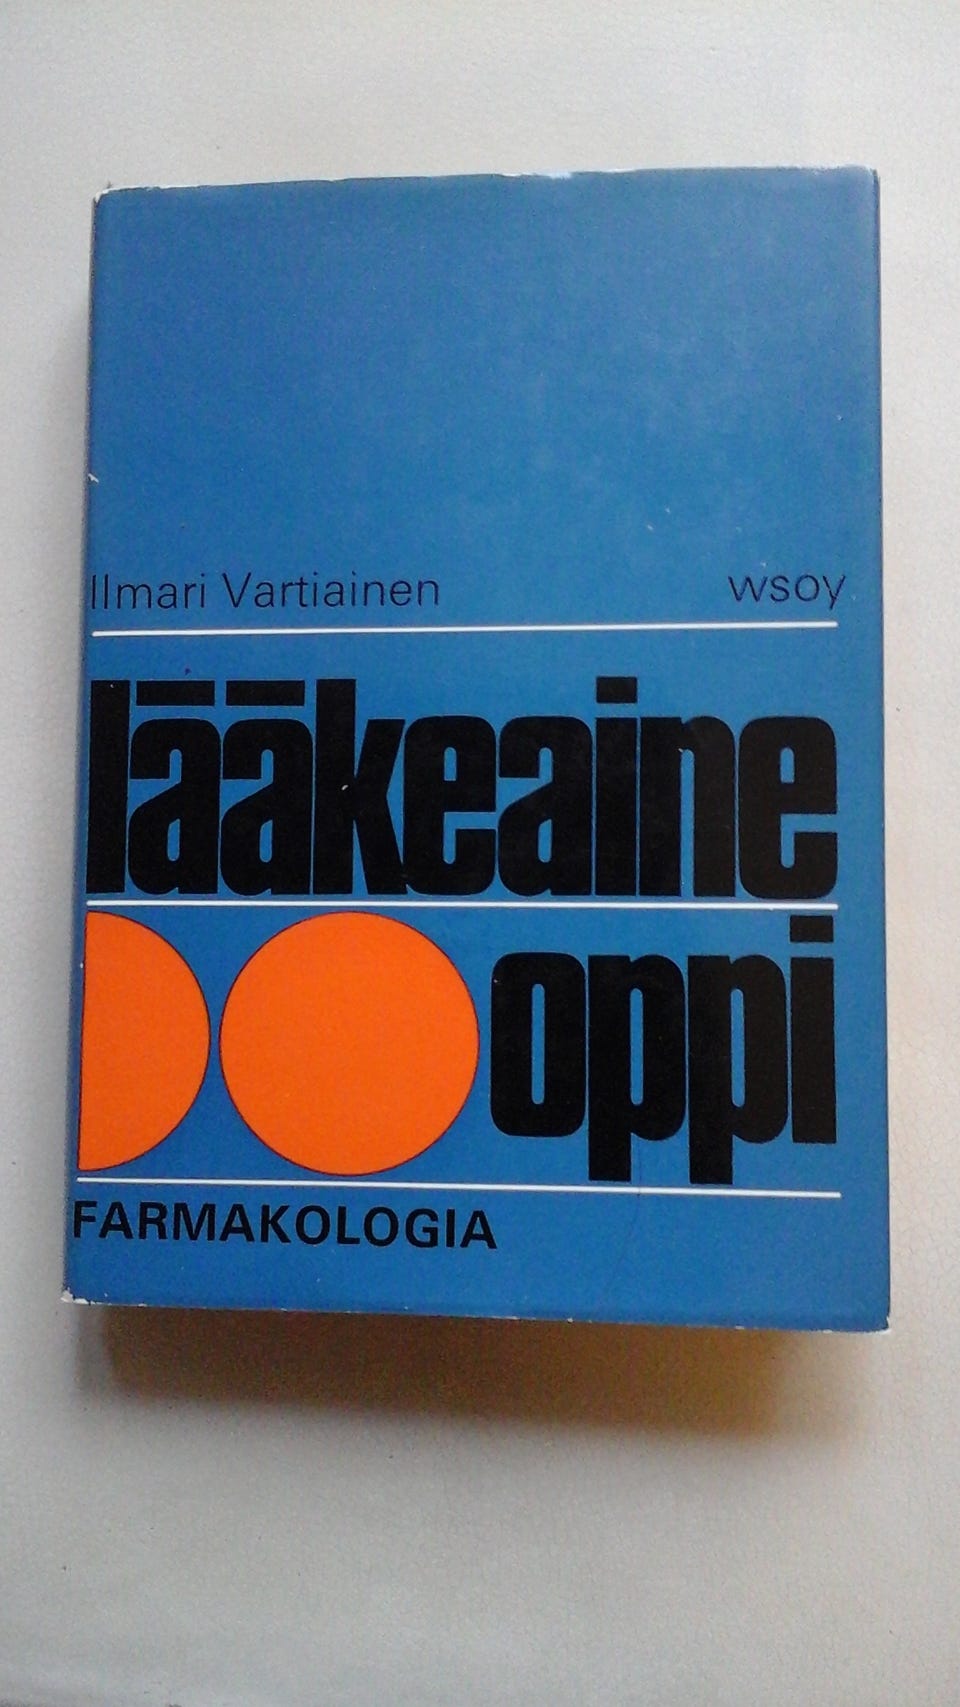 Ilmari Vartiainen wsoy
lääkeaine
oppi
FARMAKOLOGIA